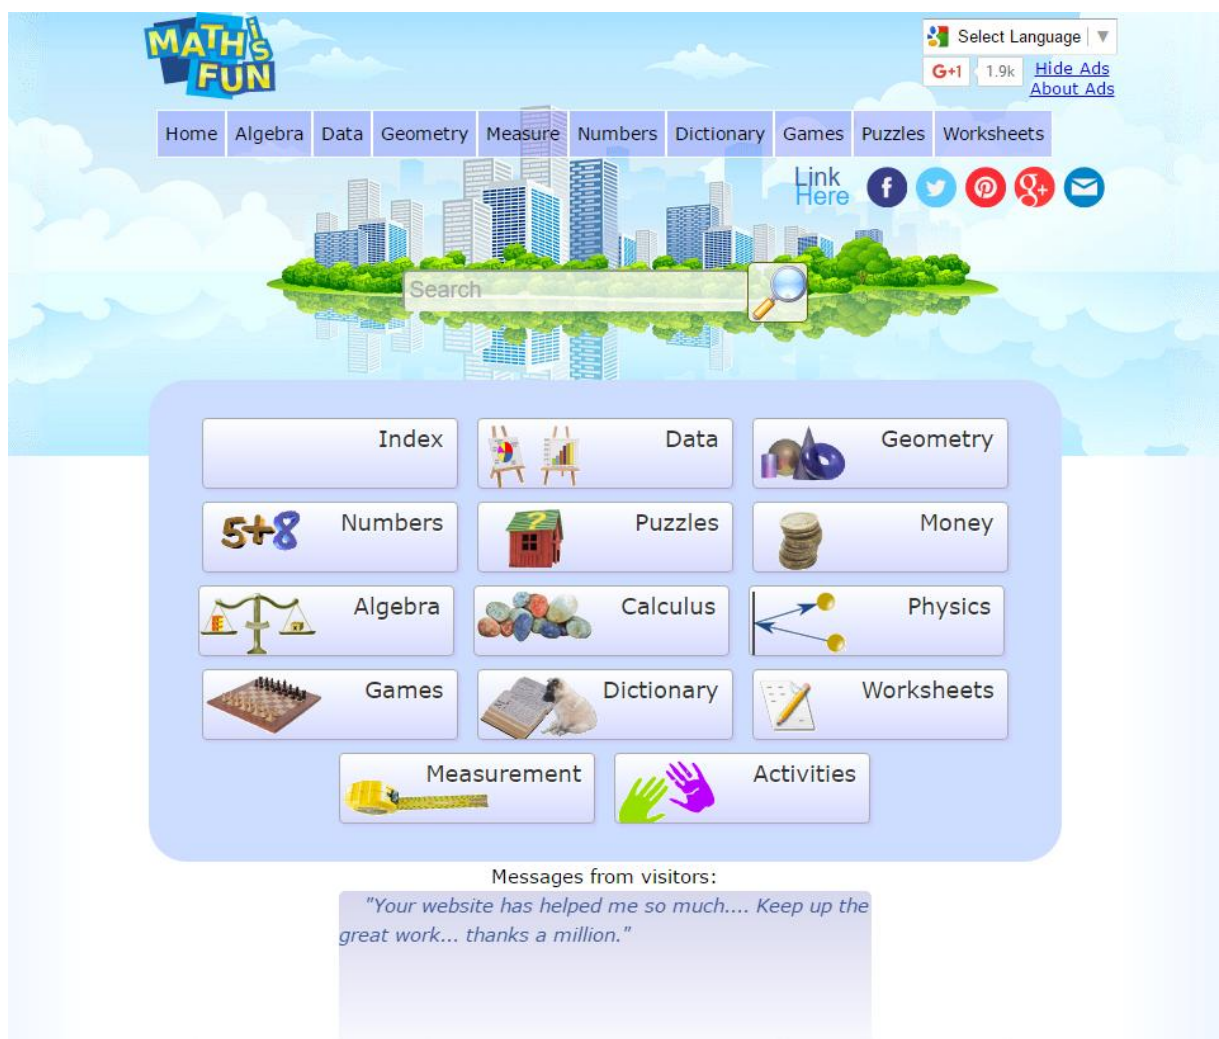 MATH iS
FUN
Select Language ▼
G+1 1.9k
Hide Ads
About Ads
Home Algebra Data Geometry Measure Numbers Dictionary Games Puzzles Worksheets
Link
Here
Search
Index Data Geometry
5+8 Numbers ? Puzzles Money
Algebra Calculus Physics
Games Dictionary Worksheets
Measurement Activities
Messages from visitors:
"Your website has helped me so much.... Keep up the
great work... thanks a million."